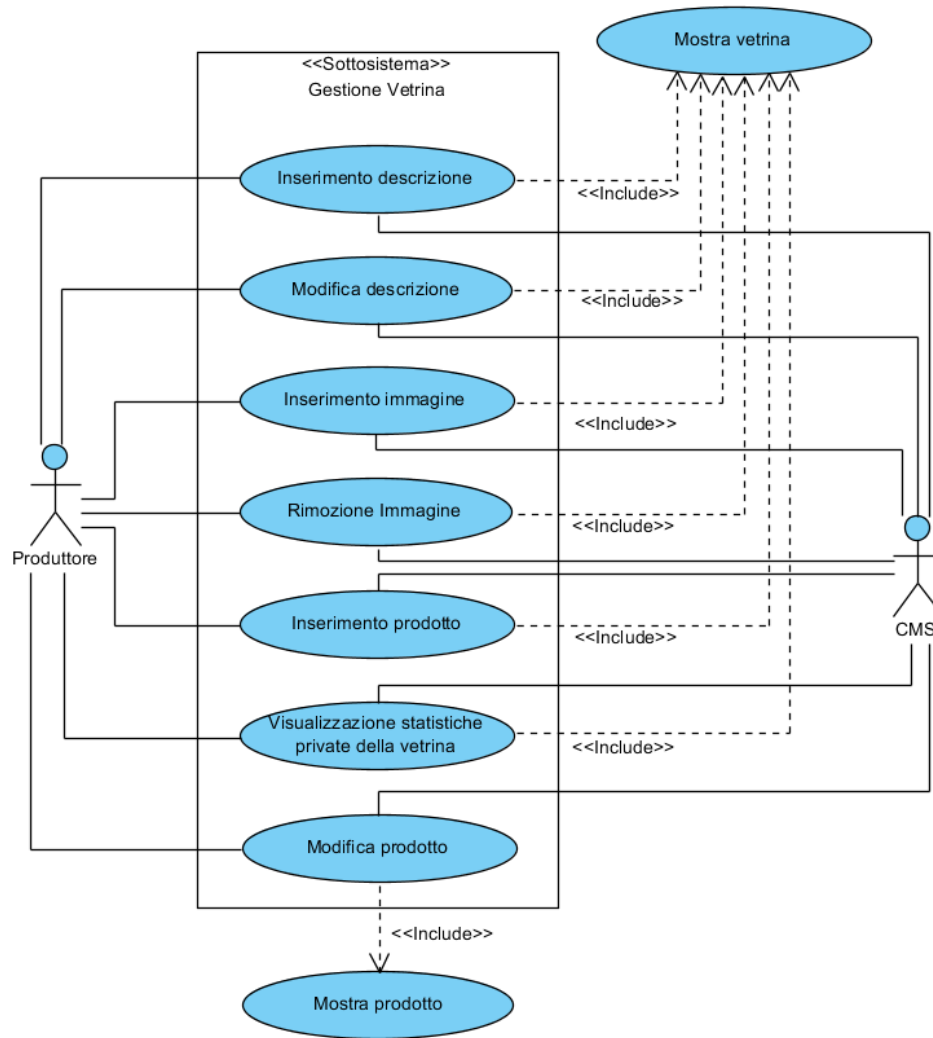 Mostra vetrina
<<Sottosistema>>
Gestione Vetrina
Inserimento descrizione
<<Include>>
Modifica descrizione
<<Include>>
Inserimento immagine
<<Include>>
Rimozione Immagine
<<Include>>
Produttore
Inserimento prodotto
<<Include>>
CMS
Visualizzazione statistiche
private della vetrina
<<Include>>
Modifica prodotto
<<Include>>
Mostra prodotto